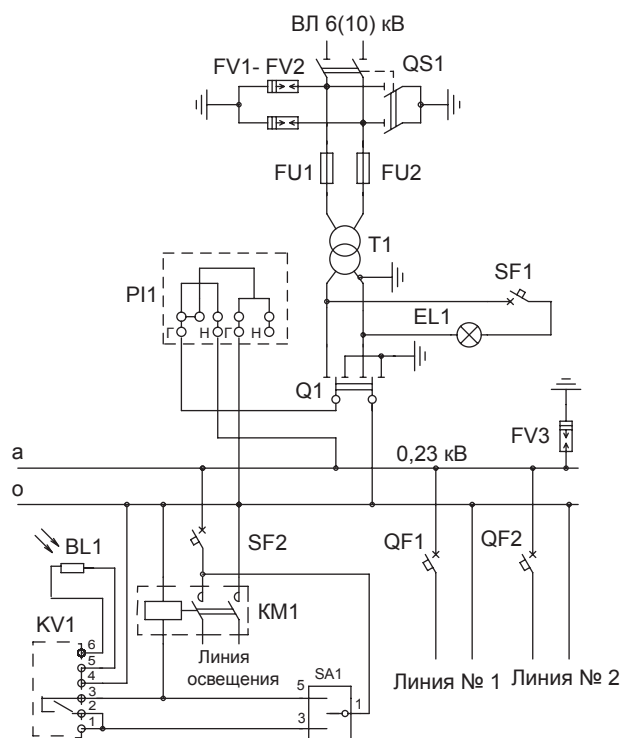 ВЛ 6(10) кВ
FV1- FV2
QS1
FU1
FU2
T1
PI1
SF1
EL1
Г
Н
Г
Н
Q1
FV3
а
0,23 кВ
о
BL1
SF2
QF1
QF2
KV1
КМ1
6
5
4
3
2
1
Линия
освещения
SA1
5
1
3
Линия № 1
Линия № 2